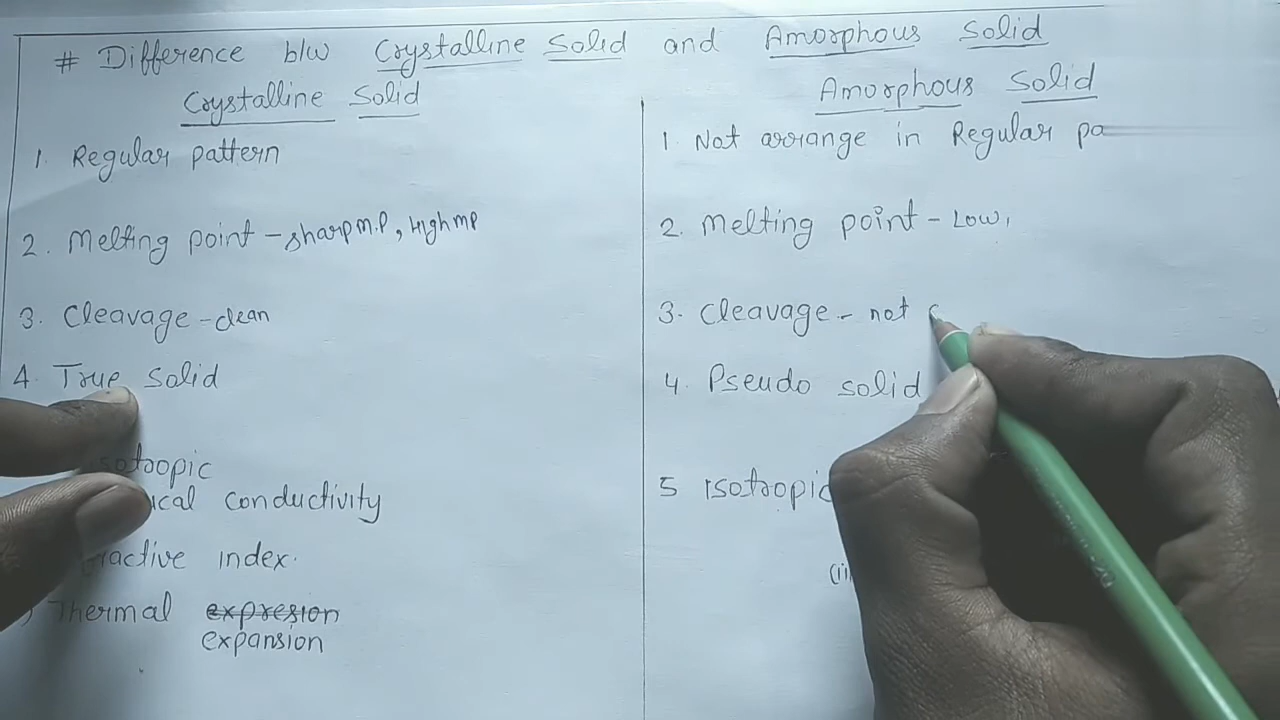 # Difference b/w Crystalline Solid and Amorphous Solid
Crystalline Solid
1. Regular pattern
2. Melting point - sharp M.P, High MP
3. Cleavage - clean
4. True solid
conductivity
index.
Thermal expresion
expansion
Amorphous Solid
1. Not arrange in Regular pa
2. Melting point - Low,
3. Cleavage - not c
4. Pseudo solid
5 Isotropic